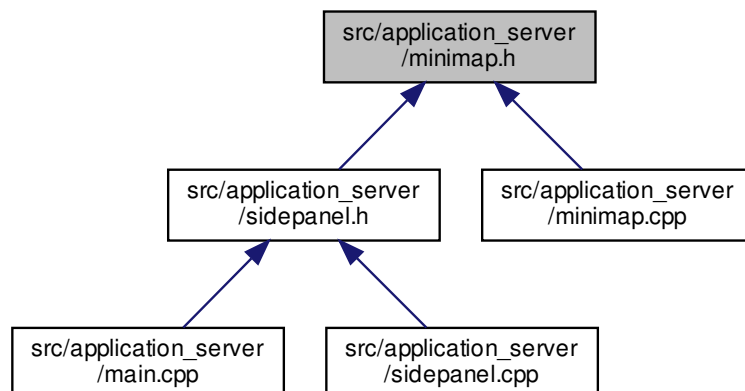 src/application_server
/minimap.h
src/application_server
/sidepanel.h
src/application_server
/minimap.cpp
src/application_server
/main.cpp
src/application_server
/sidepanel.cpp